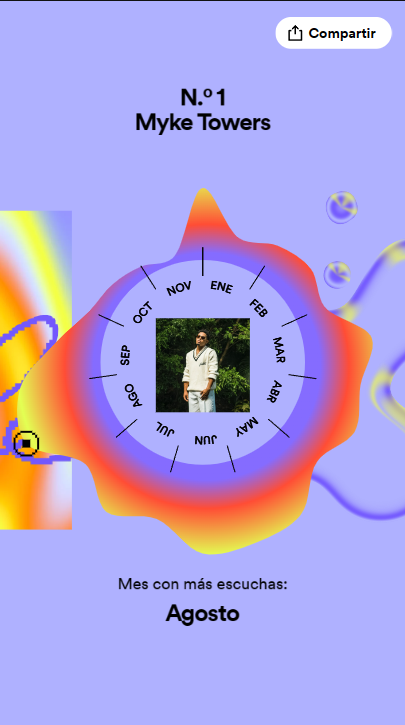 Compartir
N.º 1
Myke Towers
ENE
FEB
MAR
ABR
MAY
JUN
JUL
AGO
SEP
OCT
NOV
Mes con más escuchas:
Agosto